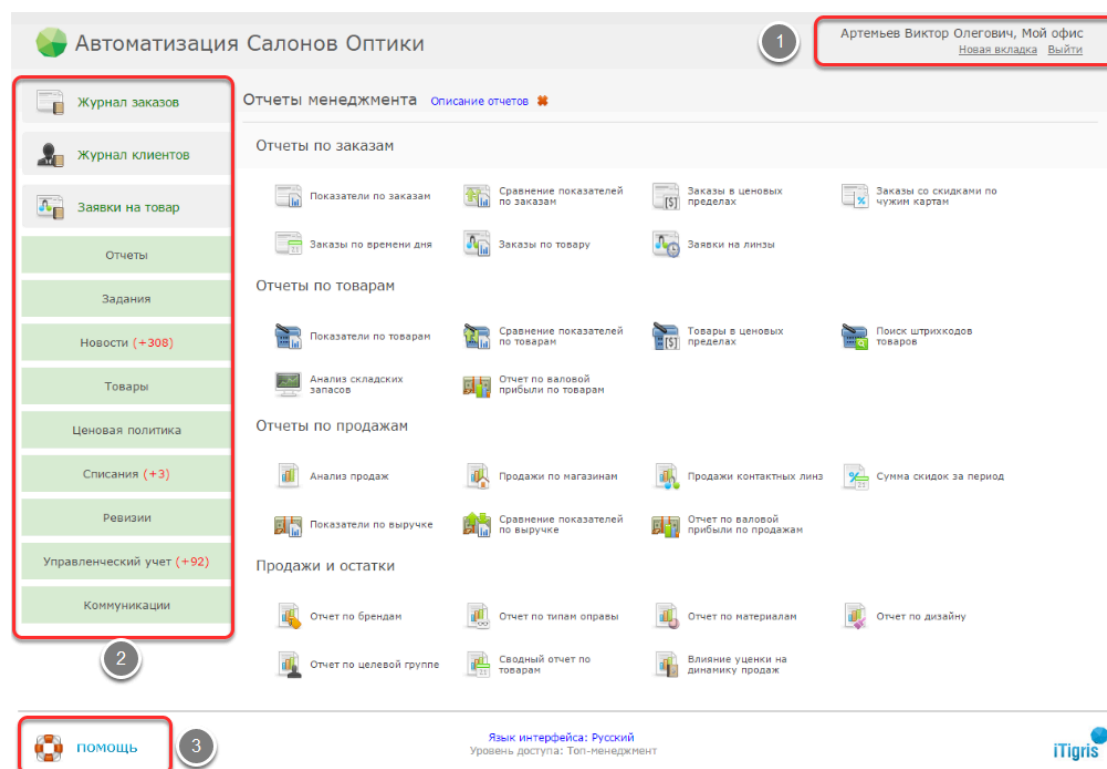 Автоматизация Салонов Оптики
1
Артемьев Виктор Олегович, Мой офис
Новая вкладка Выйти
Журнал заказов
Журнал клиентов
Заявки на товар
Отчеты
Задания
Новости (+308)
Товары
Ценовая политика
Списания (+3)
Ревизии
Управленческий учет (+92)
Коммуникации
2
Отчеты менеджмента Описание отчетов
Отчеты по заказам
Показатели по заказам
Сравнение показателей
по заказам
Заказы в ценовых
пределах
Заказы со скидками по
чужим картам
Заказы по времени дня
Заказы по товару
Заявки на линзы
Отчеты по товарам
Показатели по товарам
Сравнение показателей
по товарам
Товары в ценовых
пределах
Поиск штрихкодов
товаров
Анализ складских
запасов
Отчет по валовой
прибыли по товарам
Отчеты по продажам
Анализ продаж
Продажи по магазинам
Продажи контактных линз
Сумма скидок за период
Показатели по выручке
Сравнение показателей
по выручке
Отчет по валовой
прибыли по продажам
Продажи и остатки
Отчет по брендам
Отчет по типам оправы
Отчет по материалам
Отчет по дизайну
Отчет по целевой группе
Сводный отчет по
товарам
Влияние уценки на
динамику продаж
помощь
3
Язык интерфейса: Русский
Уровень доступа: Топ-менеджмент
iTigris